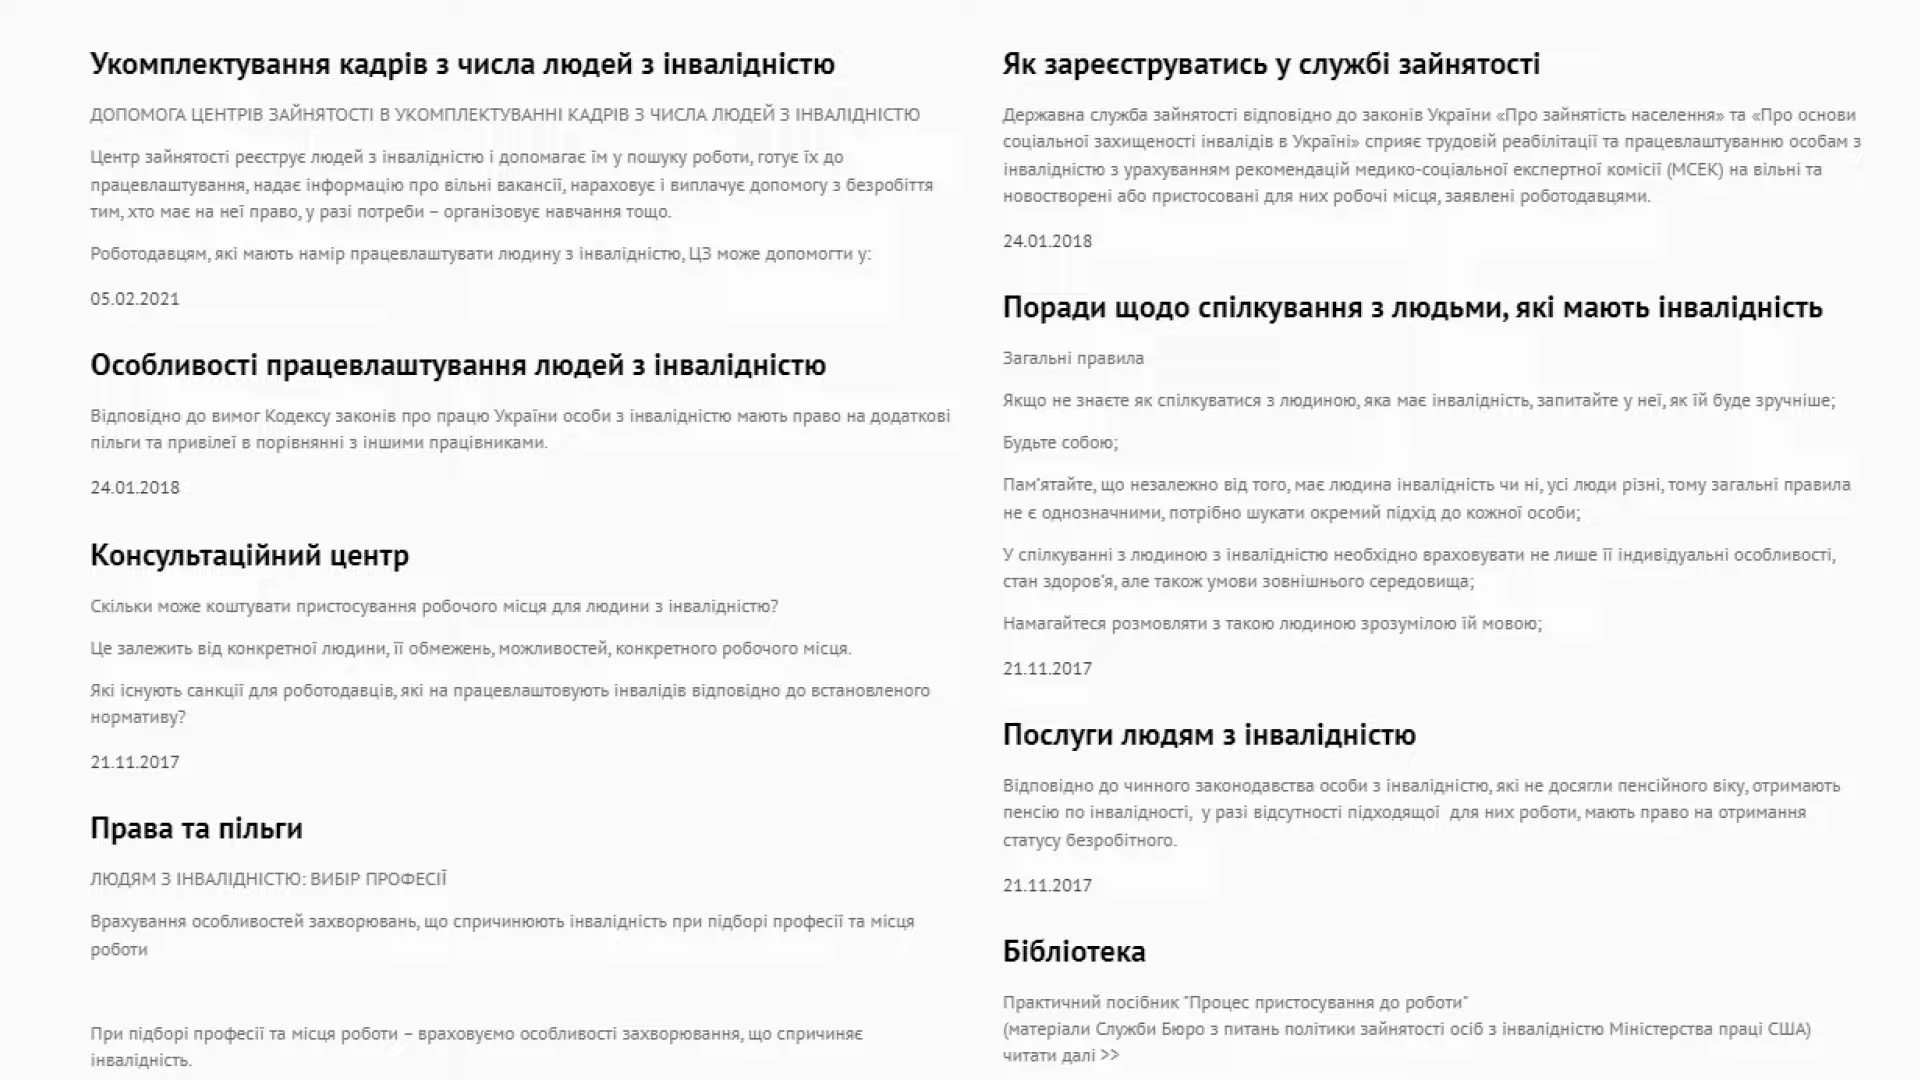 Укомплектування кадрів з числа людей з інвалідністю
ДОПОМОГА ЦЕНТРІВ ЗАЙНЯТОСТІ В УКОМПЛЕКТУВАННІ КАДРІВ З ЧИСЛА ЛЮДЕЙ З ІНВАЛІДНІСТЮ
Центр зайнятості реєструє людей з інвалідністю і допомагає їм у пошуку роботи, готує їх до
працевлаштування, надає інформацію про вільні вакансії, нараховує і виплачує допомогу з безробіття
тим, хто має на неї право, у разі потреби – організовує навчання тощо.
Роботодавцям, які мають намір працевлаштувати людину з інвалідністю, ЦЗ може допомогти у:
05.02.2021
Особливості працевлаштування людей з інвалідністю
Відповідно до вимог Кодексу законів про працю України особи з інвалідністю мають право на додаткові
пільги та привілеї в порівнянні з іншими працівниками.
24.01.2018
Консультаційний центр
Скільки може коштувати пристосування робочого місця для людини з інвалідністю?
Це залежить від конкретної людини, її обмежень, можливостей, конкретного робочого місця.
Які існують санкції для роботодавців, які на працевлаштовують інвалідів відповідно до встановленого
нормативу?
21.11.2017
Права та пільги
ЛЮДЯМ З ІНВАЛІДНІСТЮ: ВИБІР ПРОФЕСІЇ
Врахування особливостей захворювань, що спричинюють інвалідність при підборі професії та місця
роботи
При підборі професії та місця роботи – враховуємо особливості захворювання, що спричиняє
інвалідність.
Як зареєструватись у службі зайнятості
Державна служба зайнятості відповідно до законів України «Про зайнятість населення» та «Про основи
соціальної захищеності інвалідів в Україні» сприяє трудовій реабілітації та працевлаштуванню особам з
інвалідністю з урахуванням рекомендацій медико-соціальної експертної комісії (МСЕК) на вільні та
новостворені або пристосовані для них робочі місця, заявлені роботодавцями.
24.01.2018
Поради щодо спілкування з людьми, які мають інвалідність
Загальні правила
Якщо не знаєте як спілкуватися з людиною, яка має інвалідність, запитайте у неї, як їй буде зручніше;
Будьте собою;
Пам'ятайте, що незалежно від того, має людина інвалідність чи ні, усі люди різні, тому загальні правила
не є однозначними, потрібно шукати окремий підхід до кожної особи;
У спілкуванні з людиною з інвалідністю необхідно враховувати не лише її індивідуальні особливості,
стан здоров'я, але також умови зовнішнього середовища;
Намагайтеся розмовляти з такою людиною зрозумілою їй мовою;
21.11.2017
Послуги людям з інвалідністю
Відповідно до чинного законодавства особи з інвалідністю, які не досягли пенсійного віку, отримають
пенсію по інвалідності, у разі відсутності підходящої для них роботи, мають право на отримання
статусу безробітного.
21.11.2017
Бібліотека
Практичний посібник "Процес пристосування до роботи"
(матеріали Служби Бюро з питань політики зайнятості осіб з інвалідністю Міністерства праці США)
читати далі >>